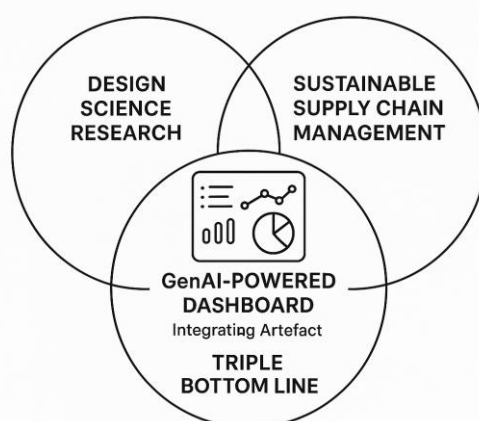 DESIGN
SCIENCE
RESEARCH
SUSTAINABLE
SUPPLY CHAIN
MANAGEMENT
GenAI-POWERED
DASHBOARD
Integrating Artefact
TRIPLE
BOTTOM LINE